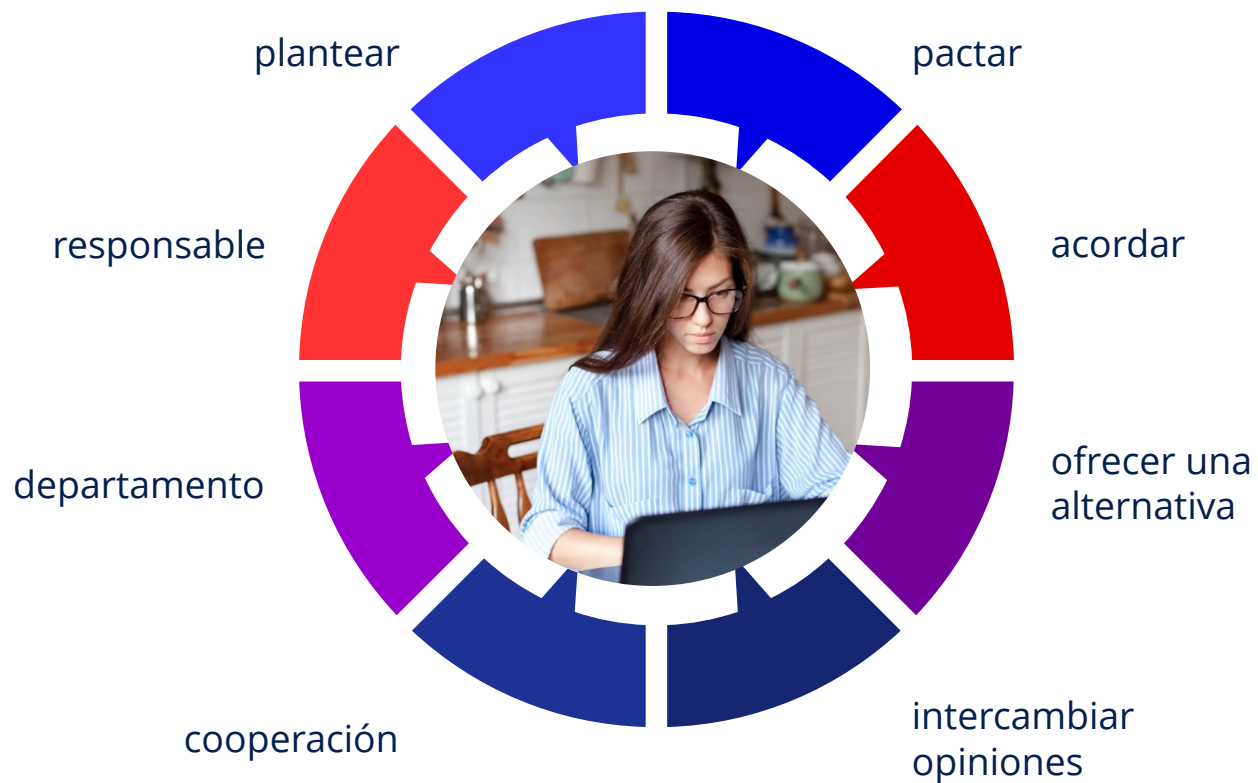 plantear
pactar
responsable
acordar
departamento
ofrecer una
alternativa
cooperación
intercambiar
opiniones